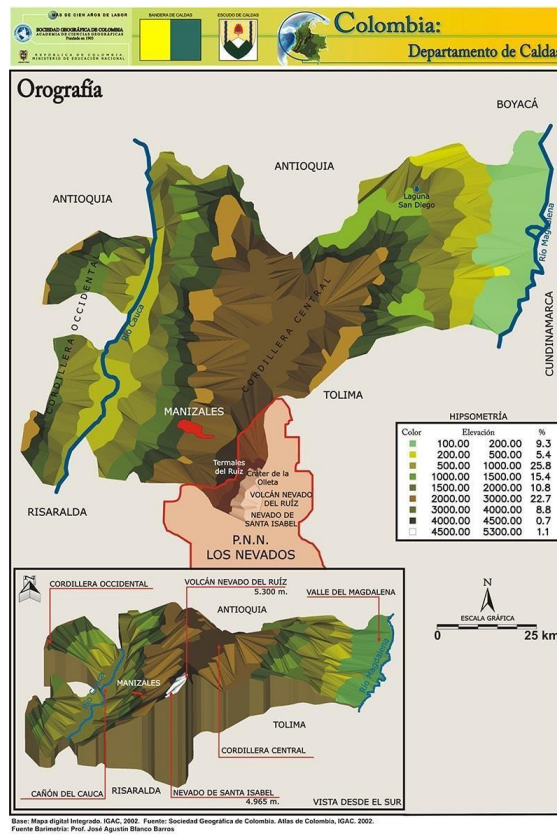 MÁS DE CIEN AÑOS DE LABOR
SOCIEDAD GEOGRÁFICA DE COLOMBIA
ACADEMIA DE CIENCIAS GEOGRÁFICAS
Fundada en 1903
REPÚBLICA DE COLOMBIA
MINISTERIO DE EDUCACIÓN NACIONAL
BANDERA DE CALDAS
ESCUDO DE CALDAS
Colombia:
Departamento de Caldas
Orografía
BOYACÁ
ANTIOQUIA
ANTIOQUIA
Laguna
San Diego
Río Magdalena
CORDILLERA OCCIDENTAL
Río Cauca
CORDILLERA CENTRAL
CUNDINAMARCA
TOLIMA
MANIZALES
Termales
del Ruíz
Cráter de la
Olleta
VOLCÁN NEVADO
DEL RUÍZ
NEVADO DE
SANTA ISABEL
RISARALDA
P.N.N.
LOS NEVADOS
HIPSOMETRÍA
Color Elevación %
100.00 200.00 9.3
200.00 500.00 5.4
500.00 1000.00 25.8
1000.00 1500.00 15.4
1500.00 2000.00 10.8
2000.00 3000.00 22.7
3000.00 4000.00 8.8
4000.00 4500.00 0.7
4500.00 5300.00 1.1
N
ESCALA GRÁFICA
0 25 km
CORDILLERA OCCIDENTAL
VOLCÁN NEVADO DEL RUÍZ
5.300 m.
VALLE DEL MAGDALENA
ANTIOQUIA
MANIZALES
Río Cauca
Río Magdalena
TOLIMA
CORDILLERA CENTRAL
CAÑÓN DEL CAUCA
RISARALDA
NEVADO DE SANTA ISABEL
4.965 m.
VISTA DESDE EL SUR
Base: Mapa digital Integrado. IGAC, 2002. Fuente: Sociedad Geográfica de Colombia. Atlas de Colombia, IGAC. 2002.
Fuente Barimetría: Prof. José Agustin Blanco Barros